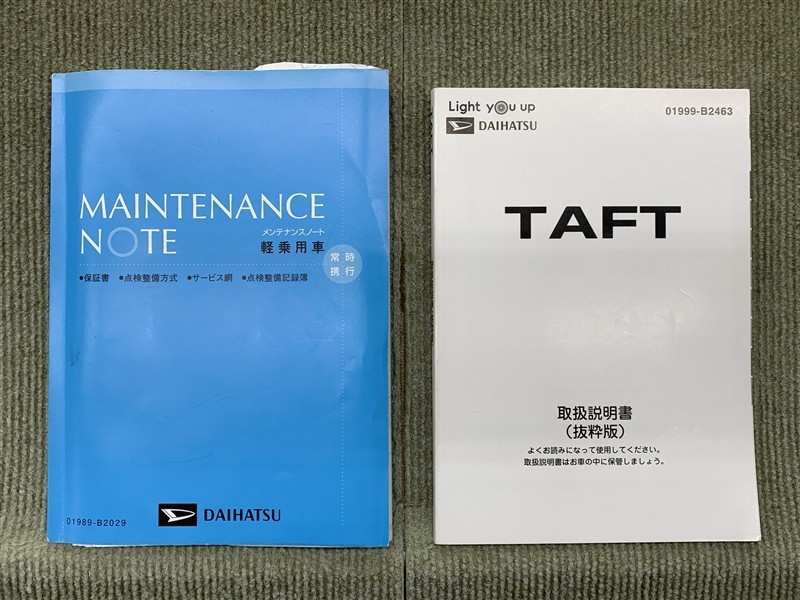 MAINTENANCE
NOTE
メンテナンスノート
軽乗用車
常時
携行
●保証書 ●点検整備方式 ●サービス網 ●点検整備記録簿
01989-B2029
DAIHATSU
Light you up
DAIHATSU
01999-B2463
TAFT
取扱説明書
（抜粋版）
よくお読みになって使用してください。
取扱説明書はお車の中に保管しましょう。